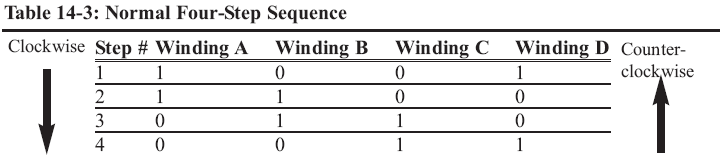 Table 14-3: Normal Four-Step Sequence
Clockwise Step # Winding A Winding B Winding C Winding D Counter-
clockwise
1 1 0 0 1
2 1 1 0 0
3 0 1 1 0
4 0 0 1 1